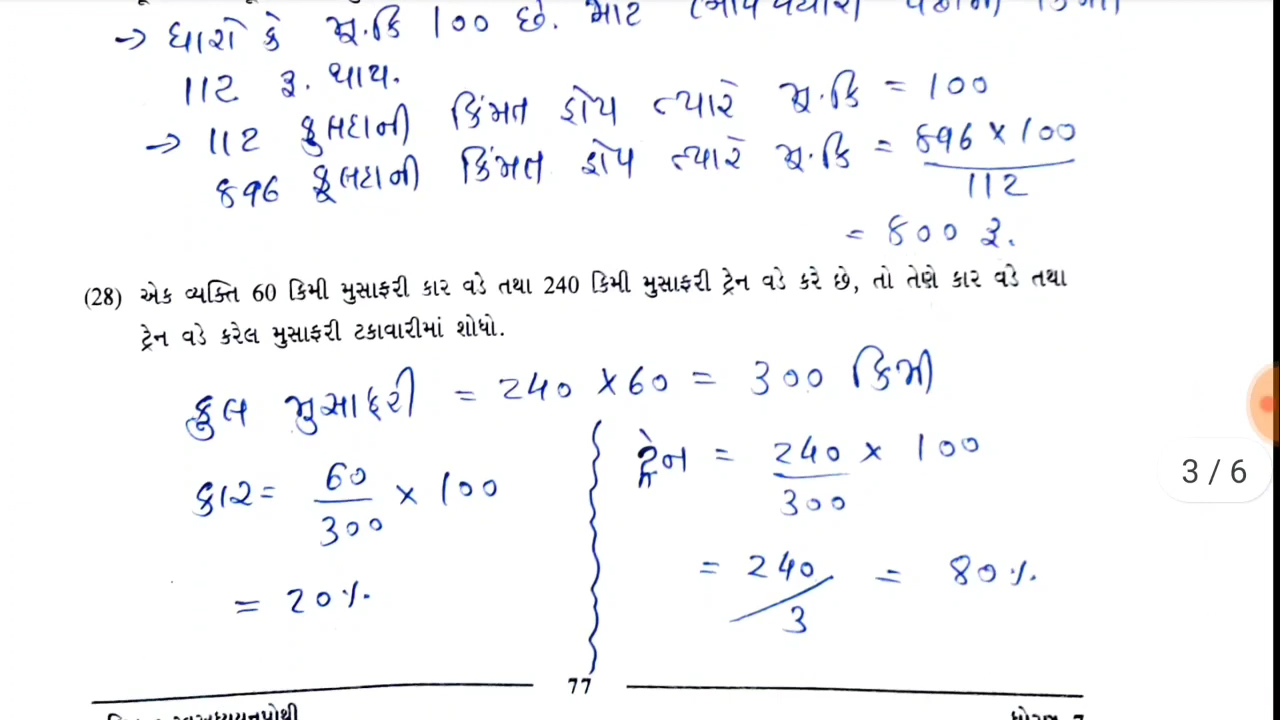 → ધારો કે મૂ.કિ 100 છે. માટે
112 રૂ. થાય.
→ 112 ફુલદાની કિંમત હોય ત્યારે મૂ.કિ = 100
896 ફૂલદાની કિંમત હોય ત્યારે મૂ.કિ = 896 × 100 / 112
= 800 રૂ.
(28) એક વ્યક્તિ 60 કિમી મુસાફરી કાર વડે તથા 240 કિમી મુસાફરી ટ્રેન વડે કરે છે, તો તેણે કાર વડે તથા
ટ્રેન વડે કરેલ મુસાફરી ટકાવારીમાં શોધો.
કુલ મુસાફરી = 240 × 60 = 300 કિમી
કાર = 60/300 × 100
= 20%
ટ્રેન = 240/300 × 100
= 240/3 = 80%
3 / 6
77